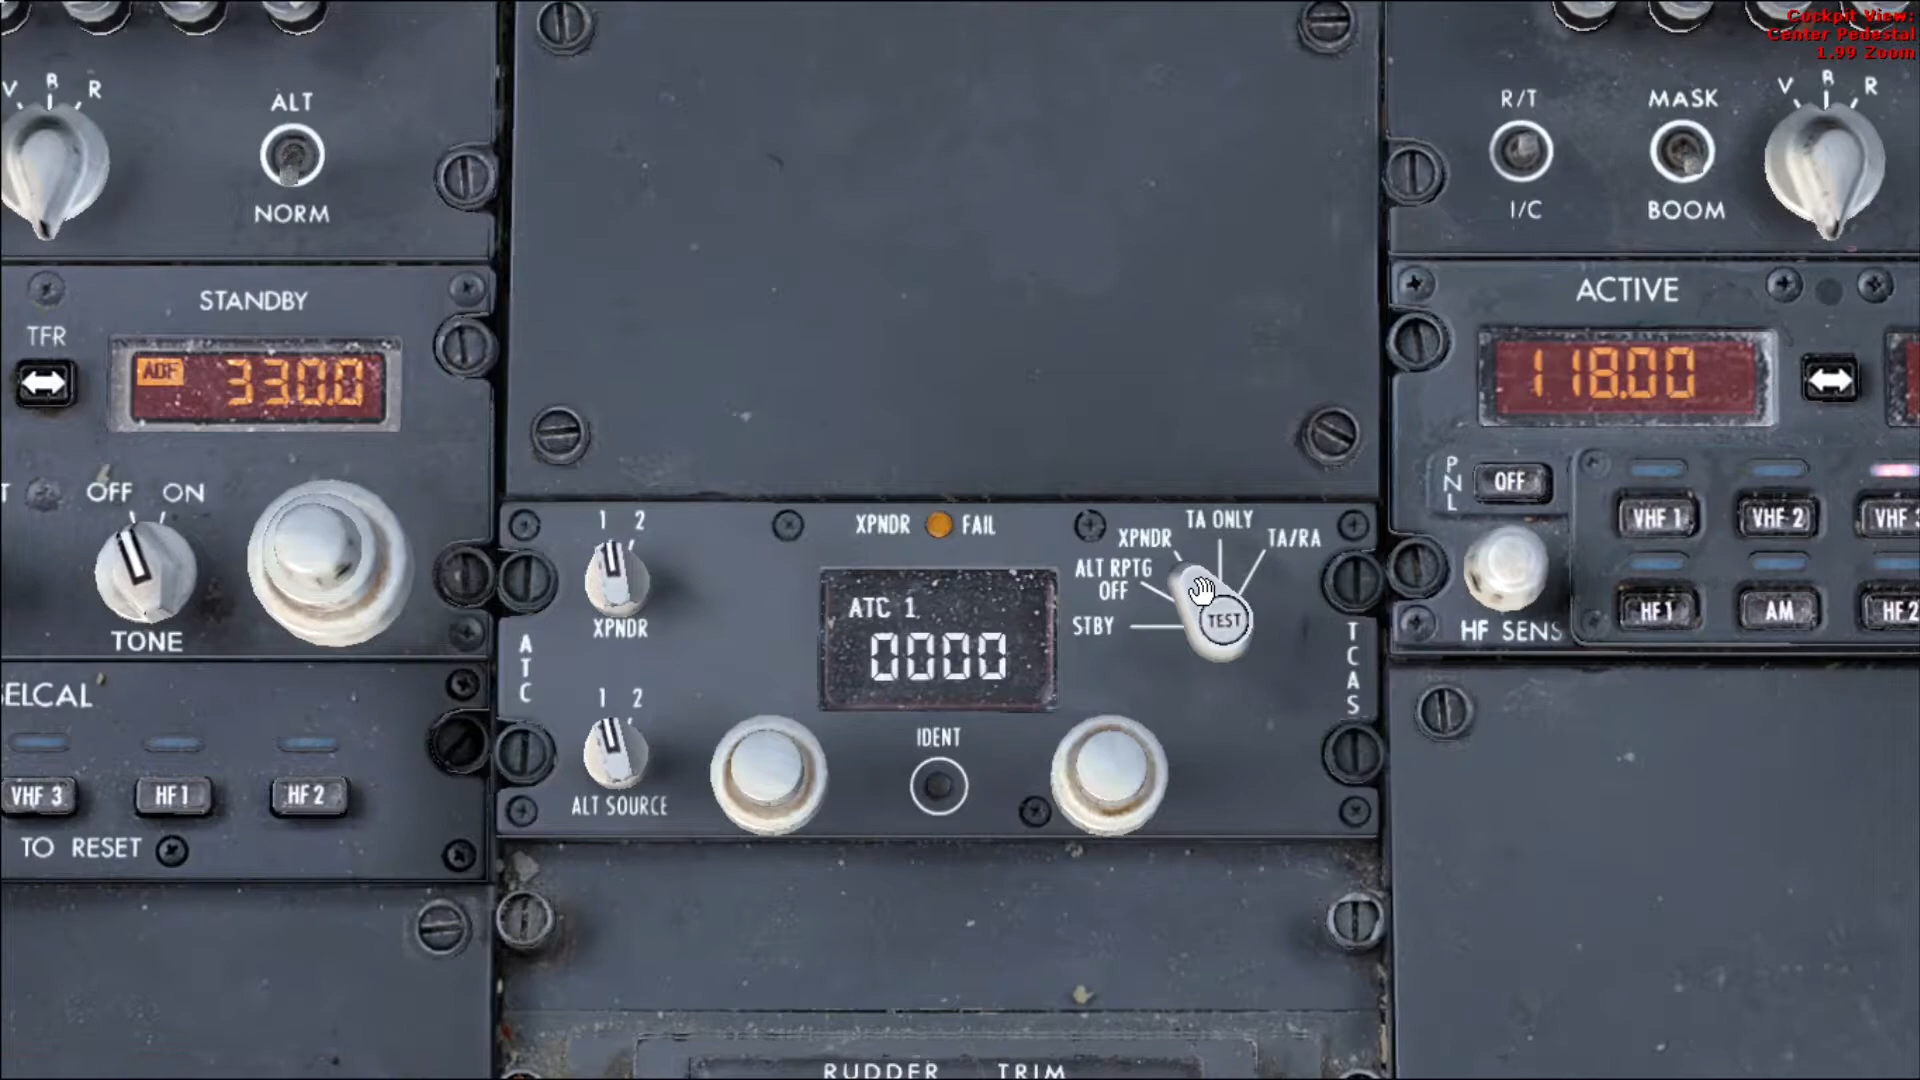 Cockpit View:
Center Pedestal
1.99 Zoom
V B R
ALT
NORM
R/T
I/C
MASK
BOOM
V B R
STANDBY
TFR
ADF 330.0
OFF ON
TONE
SELCAL
VHF 3
HF 1
HF 2
TO RESET
1 2
XPNDR
ATC
1 2
ALT SOURCE
XPNDR FAIL
ATC 1
0000
IDENT
XPNDR
TA ONLY
TA/RA
ALT RPTG
OFF
STBY
TEST
TCAS
ACTIVE
118.00
PNL
OFF
VHF 1
VHF 2
VHF 3
HF SENS
HF 1
AM
HF 2
RUDDER TRIM